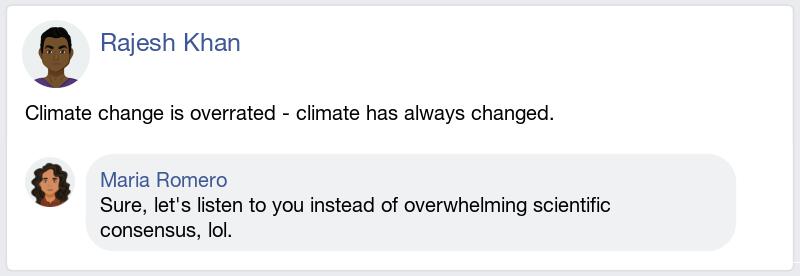 Rajesh Khan
Climate change is overrated - climate has always changed.
Maria Romero
Sure, let's listen to you instead of overwhelming scientific
consensus, lol.